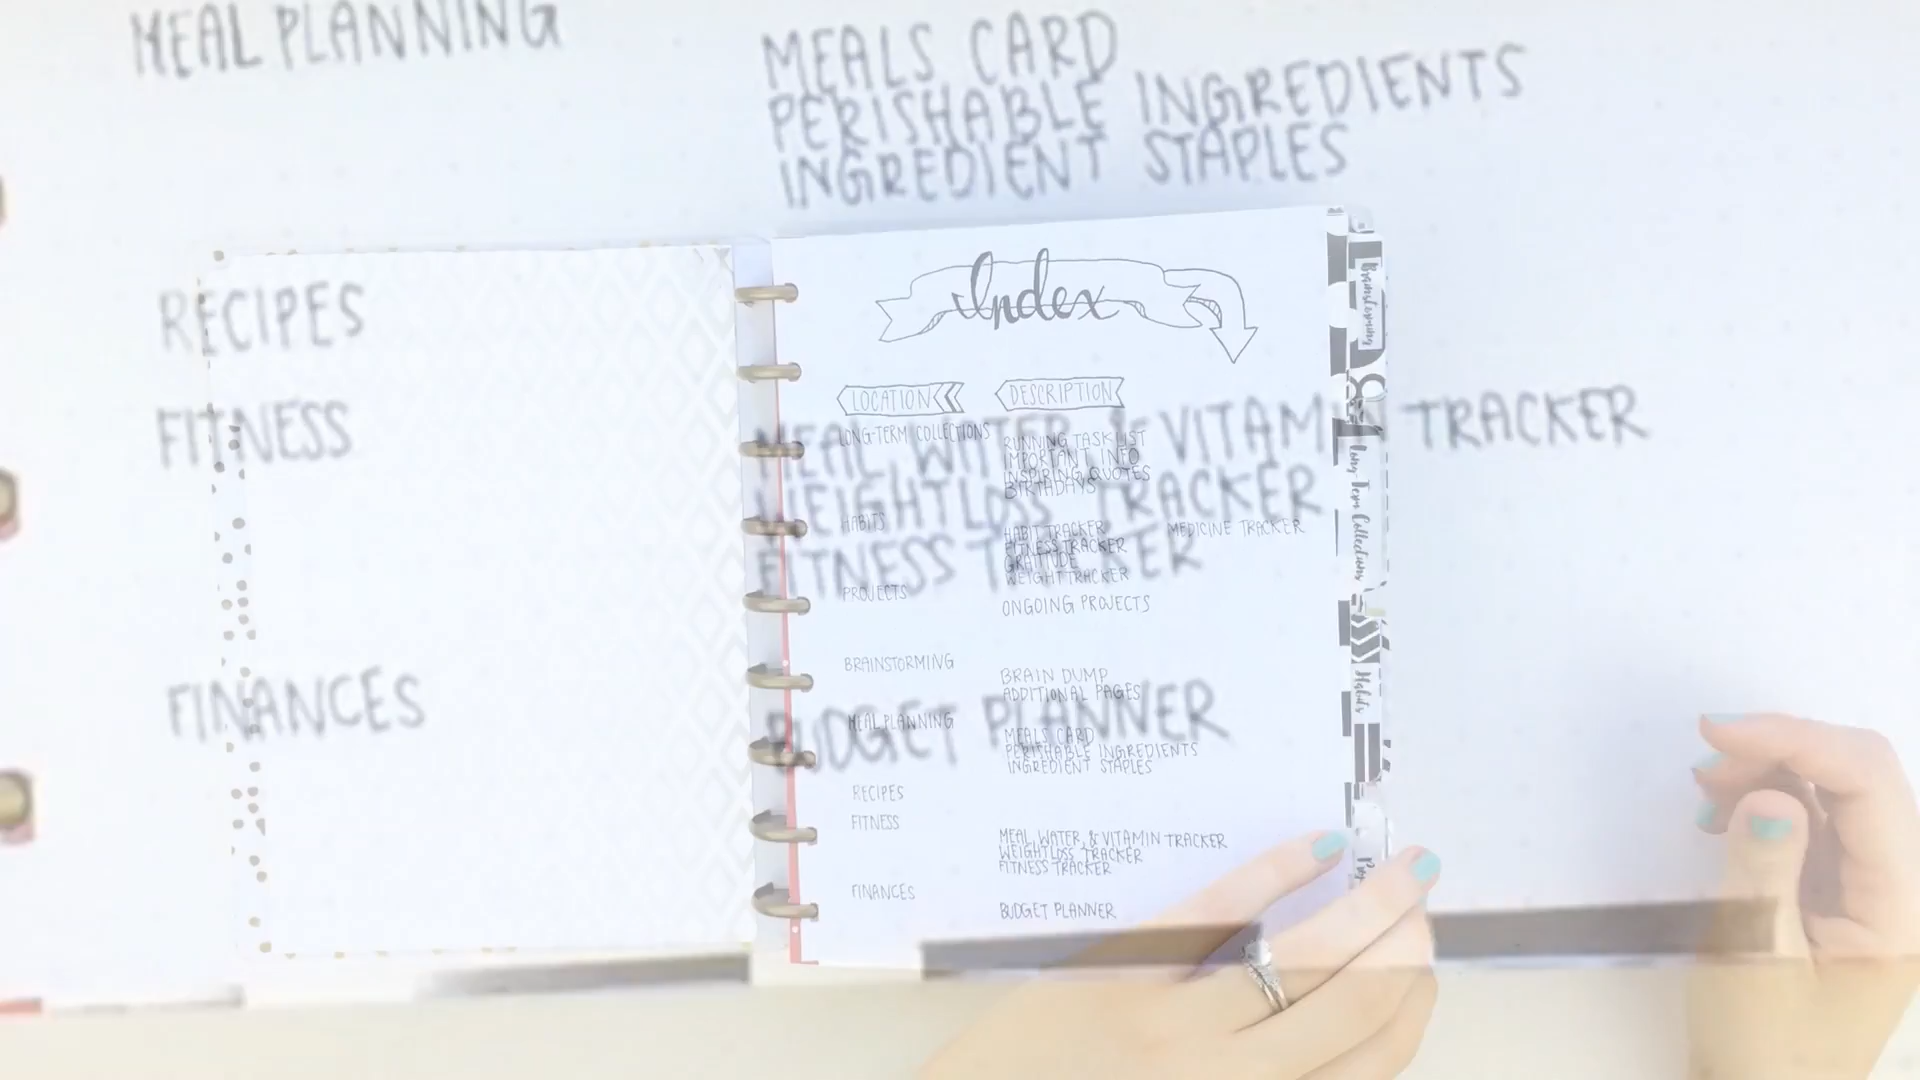 MEAL PLANNING
MEALS CARD
PERISHABLE INGREDIENTS
INGREDIENT STAPLES
RECIPES
FITNESS
MEAL, WATER & VITAMIN TRACKER
WEIGHTLOSS TRACKER
FITNESS TRACKER
FINANCES
BUDGET PLANNER
Index
LOCATION DESCRIPTION
LONG-TERM COLLECTIONS
RUNNING TASK LIST
IMPORTANT INFO
INSPIRING QUOTES
BIRTHDAYS
HABITS
HABIT TRACKER MEDICINE TRACKER
FITNESS TRACKER
GRATITUDE
WEIGHT TRACKER
PROJECTS
ONGOING PROJECTS
BRAINSTORMING
BRAIN DUMP
ADDITIONAL PAGES
MEAL PLANNING
MEALS CARD
PERISHABLE INGREDIENTS
INGREDIENT STAPLES
RECIPES
FITNESS
MEAL, WATER, & VITAMIN TRACKER
WEIGHTLOSS TRACKER
FITNESS TRACKER
FINANCES
BUDGET PLANNER
Brainstorming
Long-Term Collections
Habits